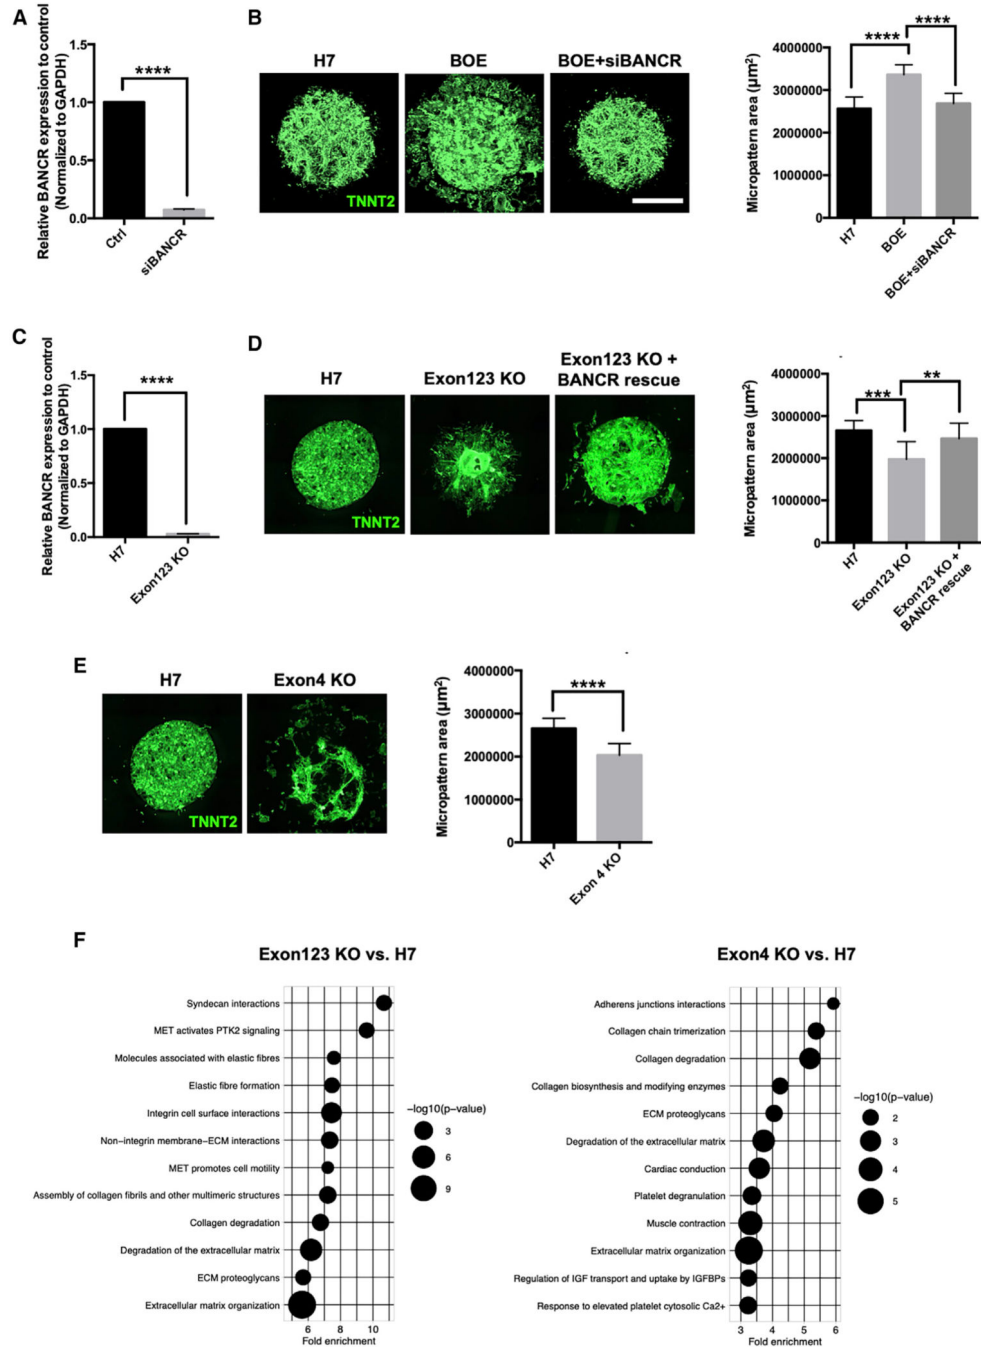 A
Relative BANCR expression to control
(Normalized to GAPDH)
1.5
1.0
0.5
0.0
****
Ctrl
siBANCR
B
H7
BOE
BOE+siBANCR
TNNT2
Micropattern area (µm²)
4000000
3000000
2000000
1000000
0
****
****
H7
BOE
BOE+siBANCR
C
Relative BANCR expression to control
(Normalized to GAPDH)
1.5
1.0
0.5
0.0
****
H7
Exon123 KO
D
H7
Exon123 KO
Exon123 KO +
BANCR rescue
TNNT2
Micropattern area (µm²)
4000000
3000000
2000000
1000000
0
***
**
H7
Exon123 KO
Exon123 KO +
BANCR rescue
E
H7
Exon4 KO
TNNT2
Micropattern area (µm²)
4000000
3000000
2000000
1000000
0
****
H7
Exon 4 KO
F
Exon123 KO vs. H7
Syndecan interactions
MET activates PTK2 signaling
Molecules associated with elastic fibres
Elastic fibre formation
Integrin cell surface interactions
Non−integrin membrane−ECM interactions
MET promotes cell motility
Assembly of collagen fibrils and other multimeric structures
Collagen degradation
Degradation of the extracellular matrix
ECM proteoglycans
Extracellular matrix organization
6 8 10
Fold enrichment
−log10(p−value)
3
6
9
Exon4 KO vs. H7
Adherens junctions interactions
Collagen chain trimerization
Collagen degradation
Collagen biosynthesis and modifying enzymes
ECM proteoglycans
Degradation of the extracellular matrix
Cardiac conduction
Platelet degranulation
Muscle contraction
Extracellular matrix organization
Regulation of IGF transport and uptake by IGFBPs
Response to elevated platelet cytosolic Ca2+
3 4 5 6
Fold enrichment
−log10(p−value)
2
3
4
5